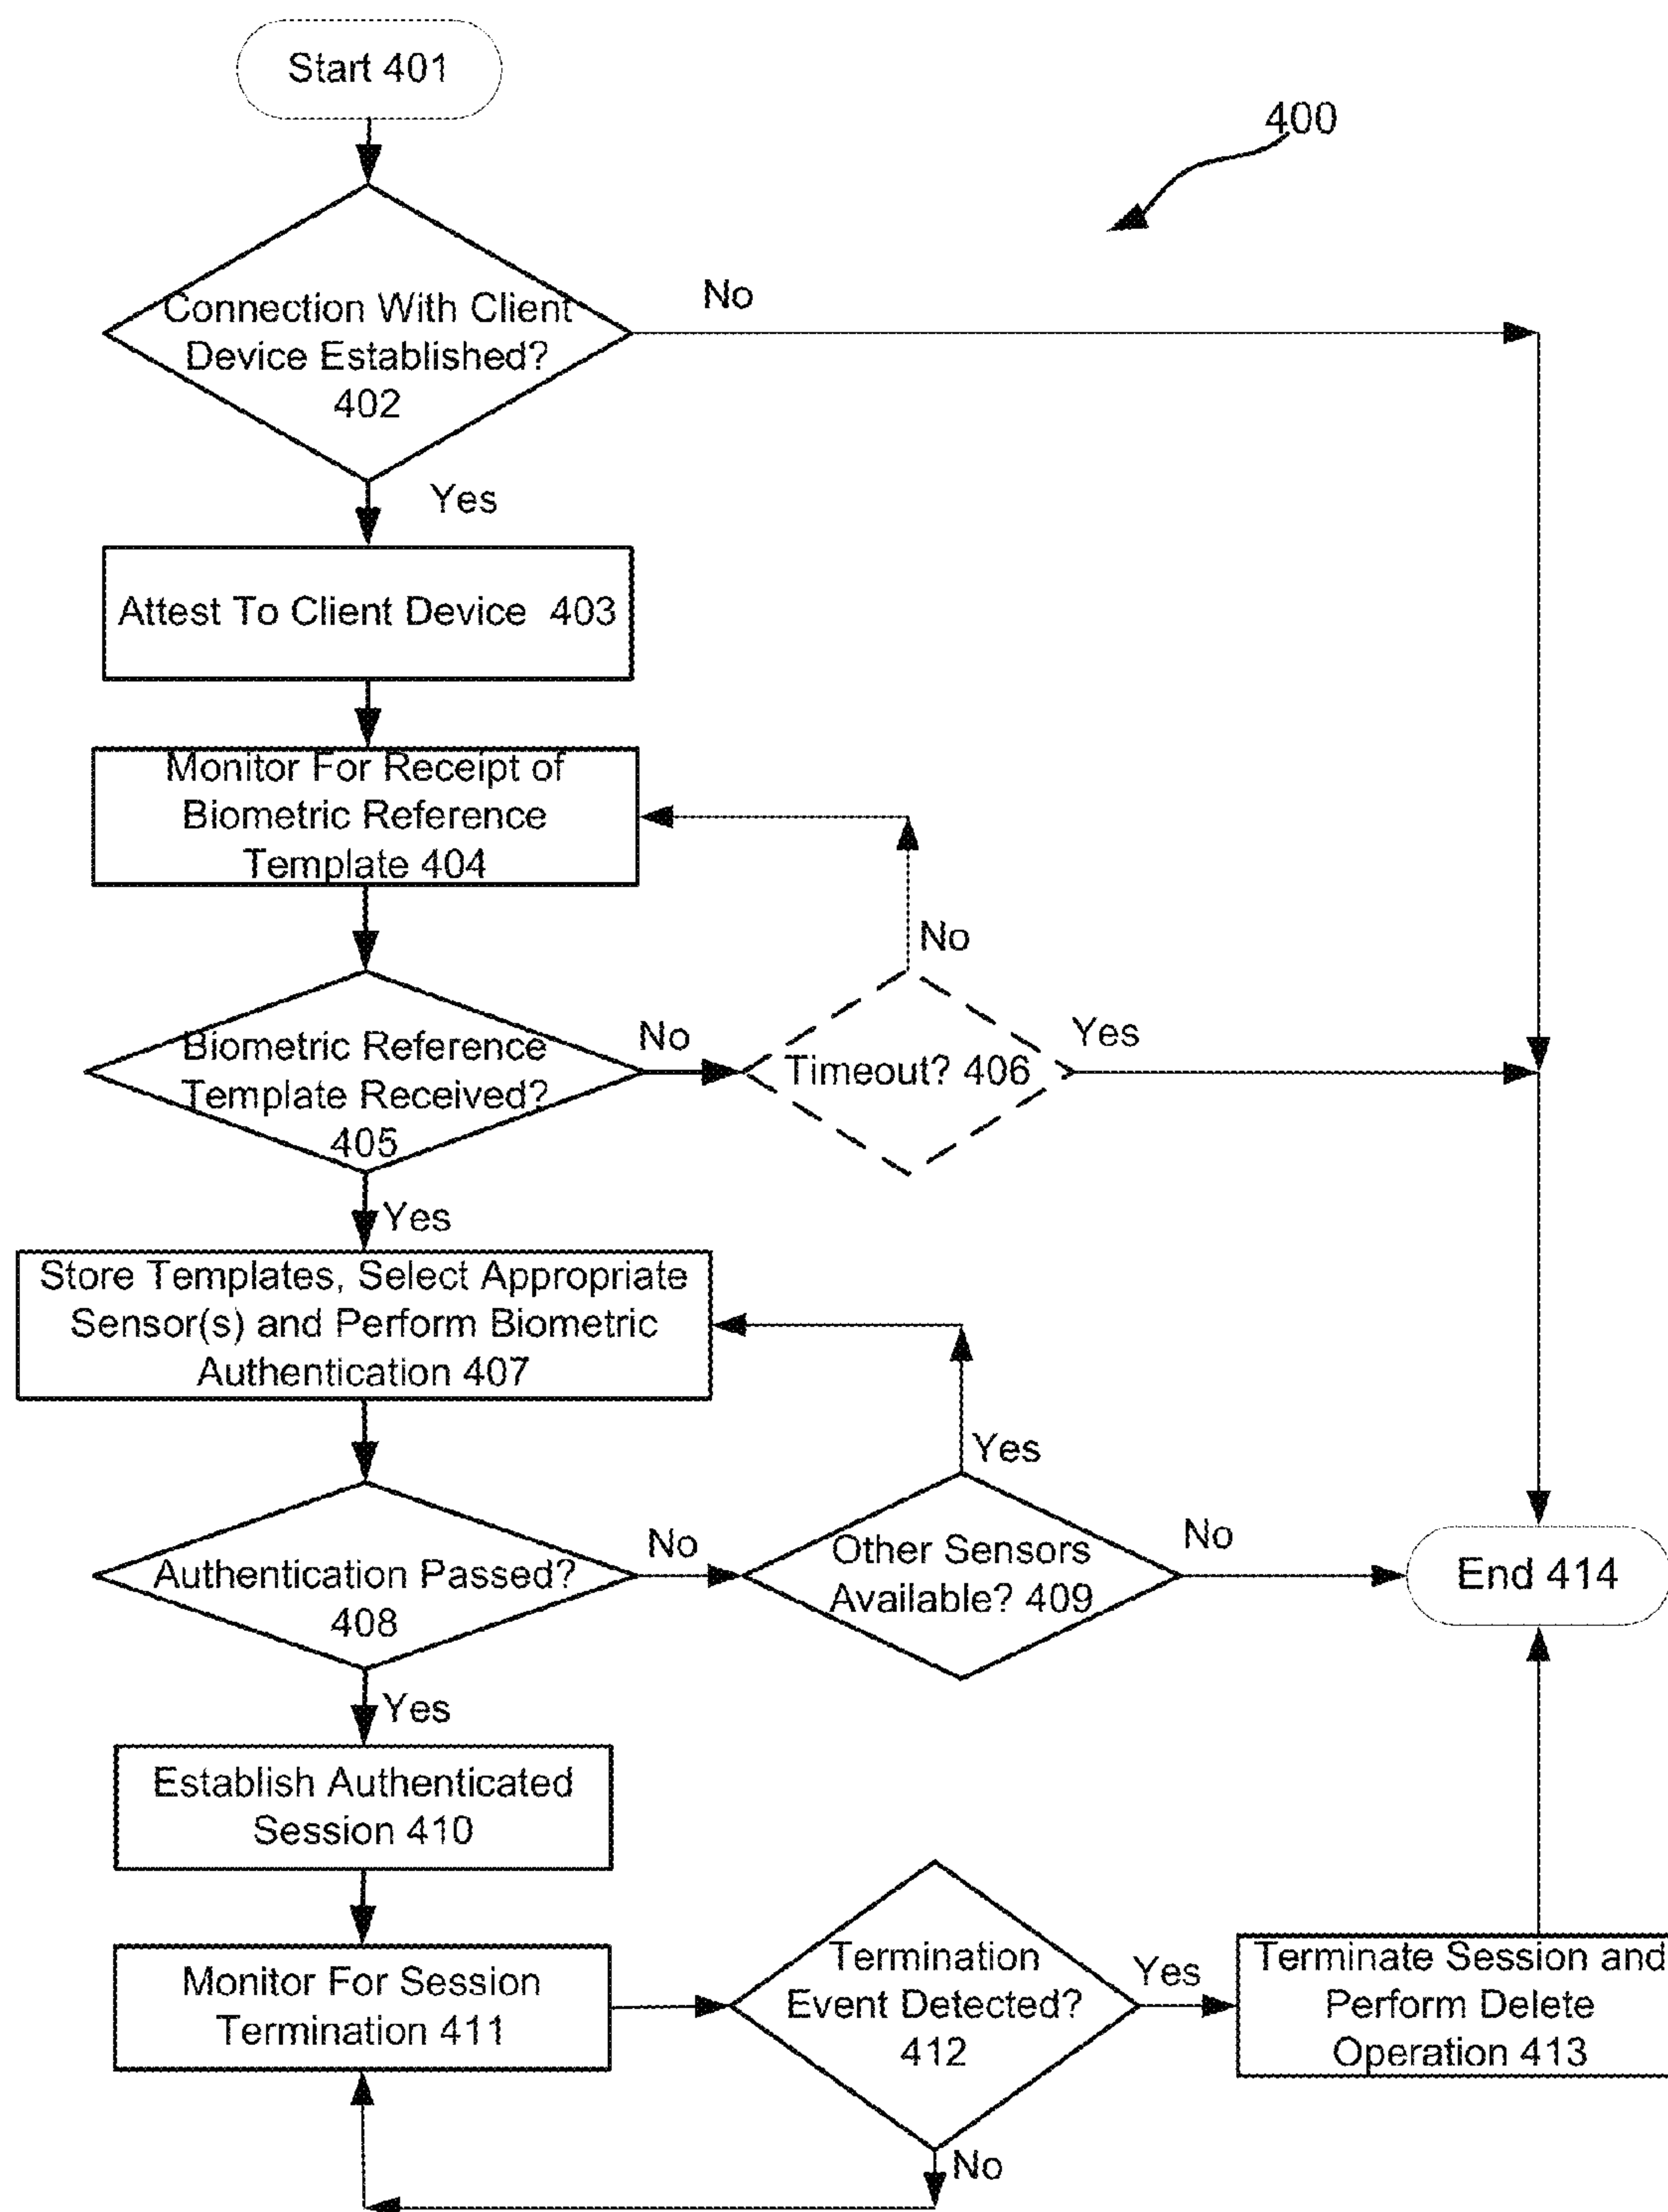 Start 401
400
Connection With Client
Device Established?
402
No
Yes
Attest To Client Device 403
Monitor For Receipt of
Biometric Reference
Template 404
No
Biometric Reference
Template Received?
405
No
Timeout? 406
Yes
Yes
Store Templates, Select Appropriate
Sensor(s) and Perform Biometric
Authentication 407
Yes
Authentication Passed?
408
No
Other Sensors
Available? 409
No
End 414
Yes
Establish Authenticated
Session 410
Monitor For Session
Termination 411
Termination
Event Detected?
412
Yes
Terminate Session and
Perform Delete
Operation 413
No